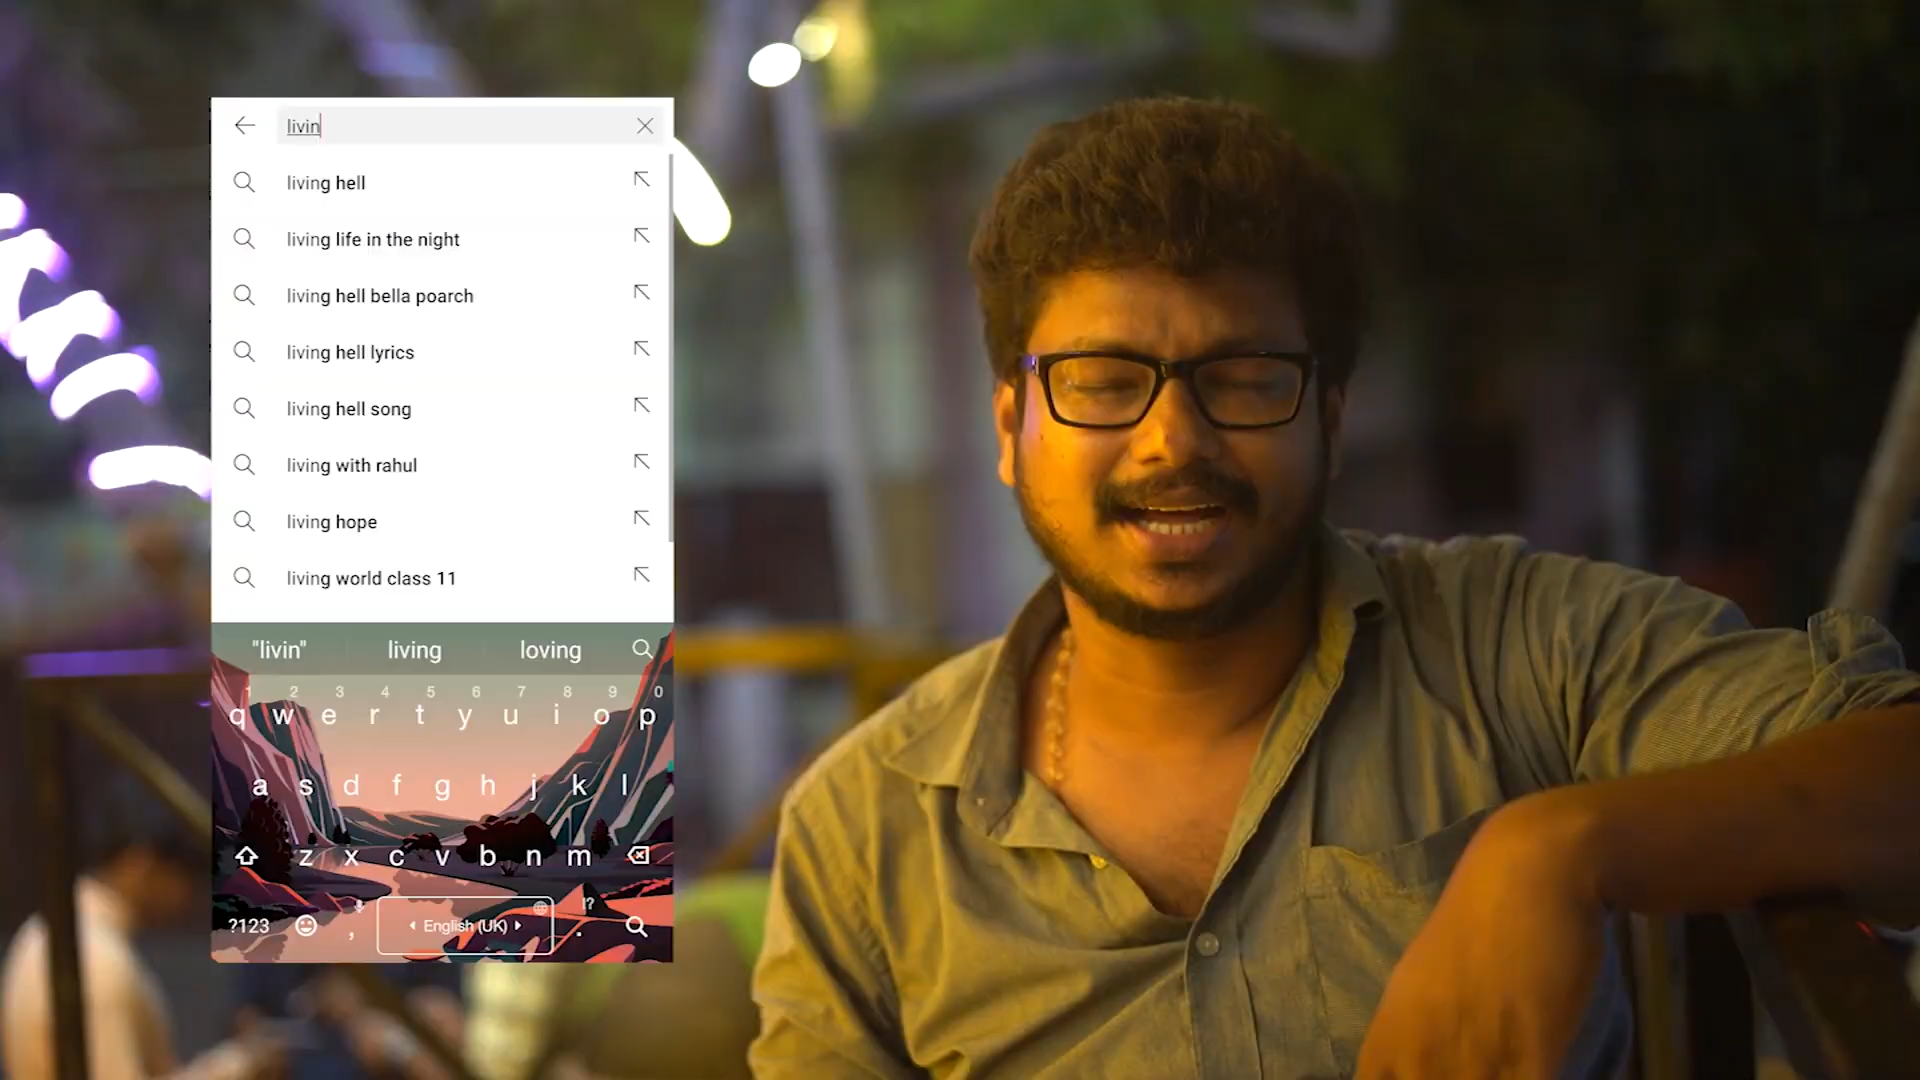 livin
living hell
living life in the night
living hell bella poarch
living hell lyrics
living hell song
living with rahul
living hope
living world class 11
"livin" living loving
1 2 3 4 5 6 7 8 9 0
q w e r t y u i o p
a s d f g h j k l
z x c v b n m
!?
?123 , English (UK) .